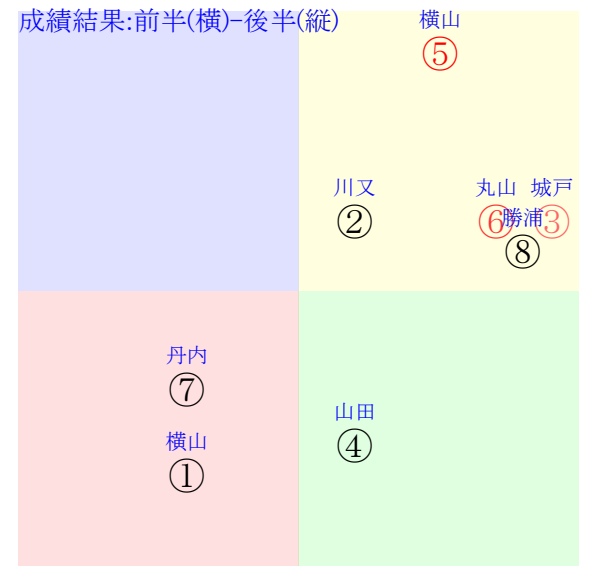 成績結果:前半(横)-後半(縦)
横山
⑤
川又
②
丸山
⑥
城戸
③
勝浦
⑧
丹内
⑦
山田
④
横山
①